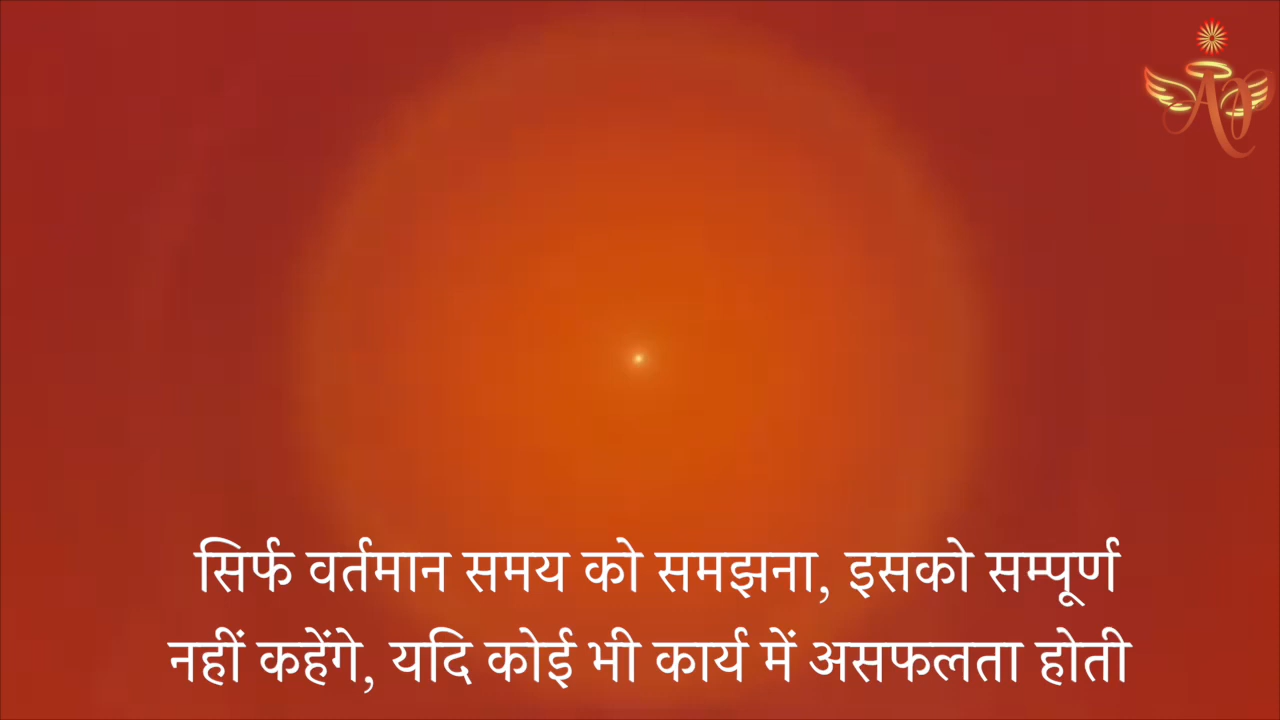 सिर्फ वर्तमान समय को समझना, इसको सम्पूर्ण
नहीं कहेंगे, यदि कोई भी कार्य में असफलता होती